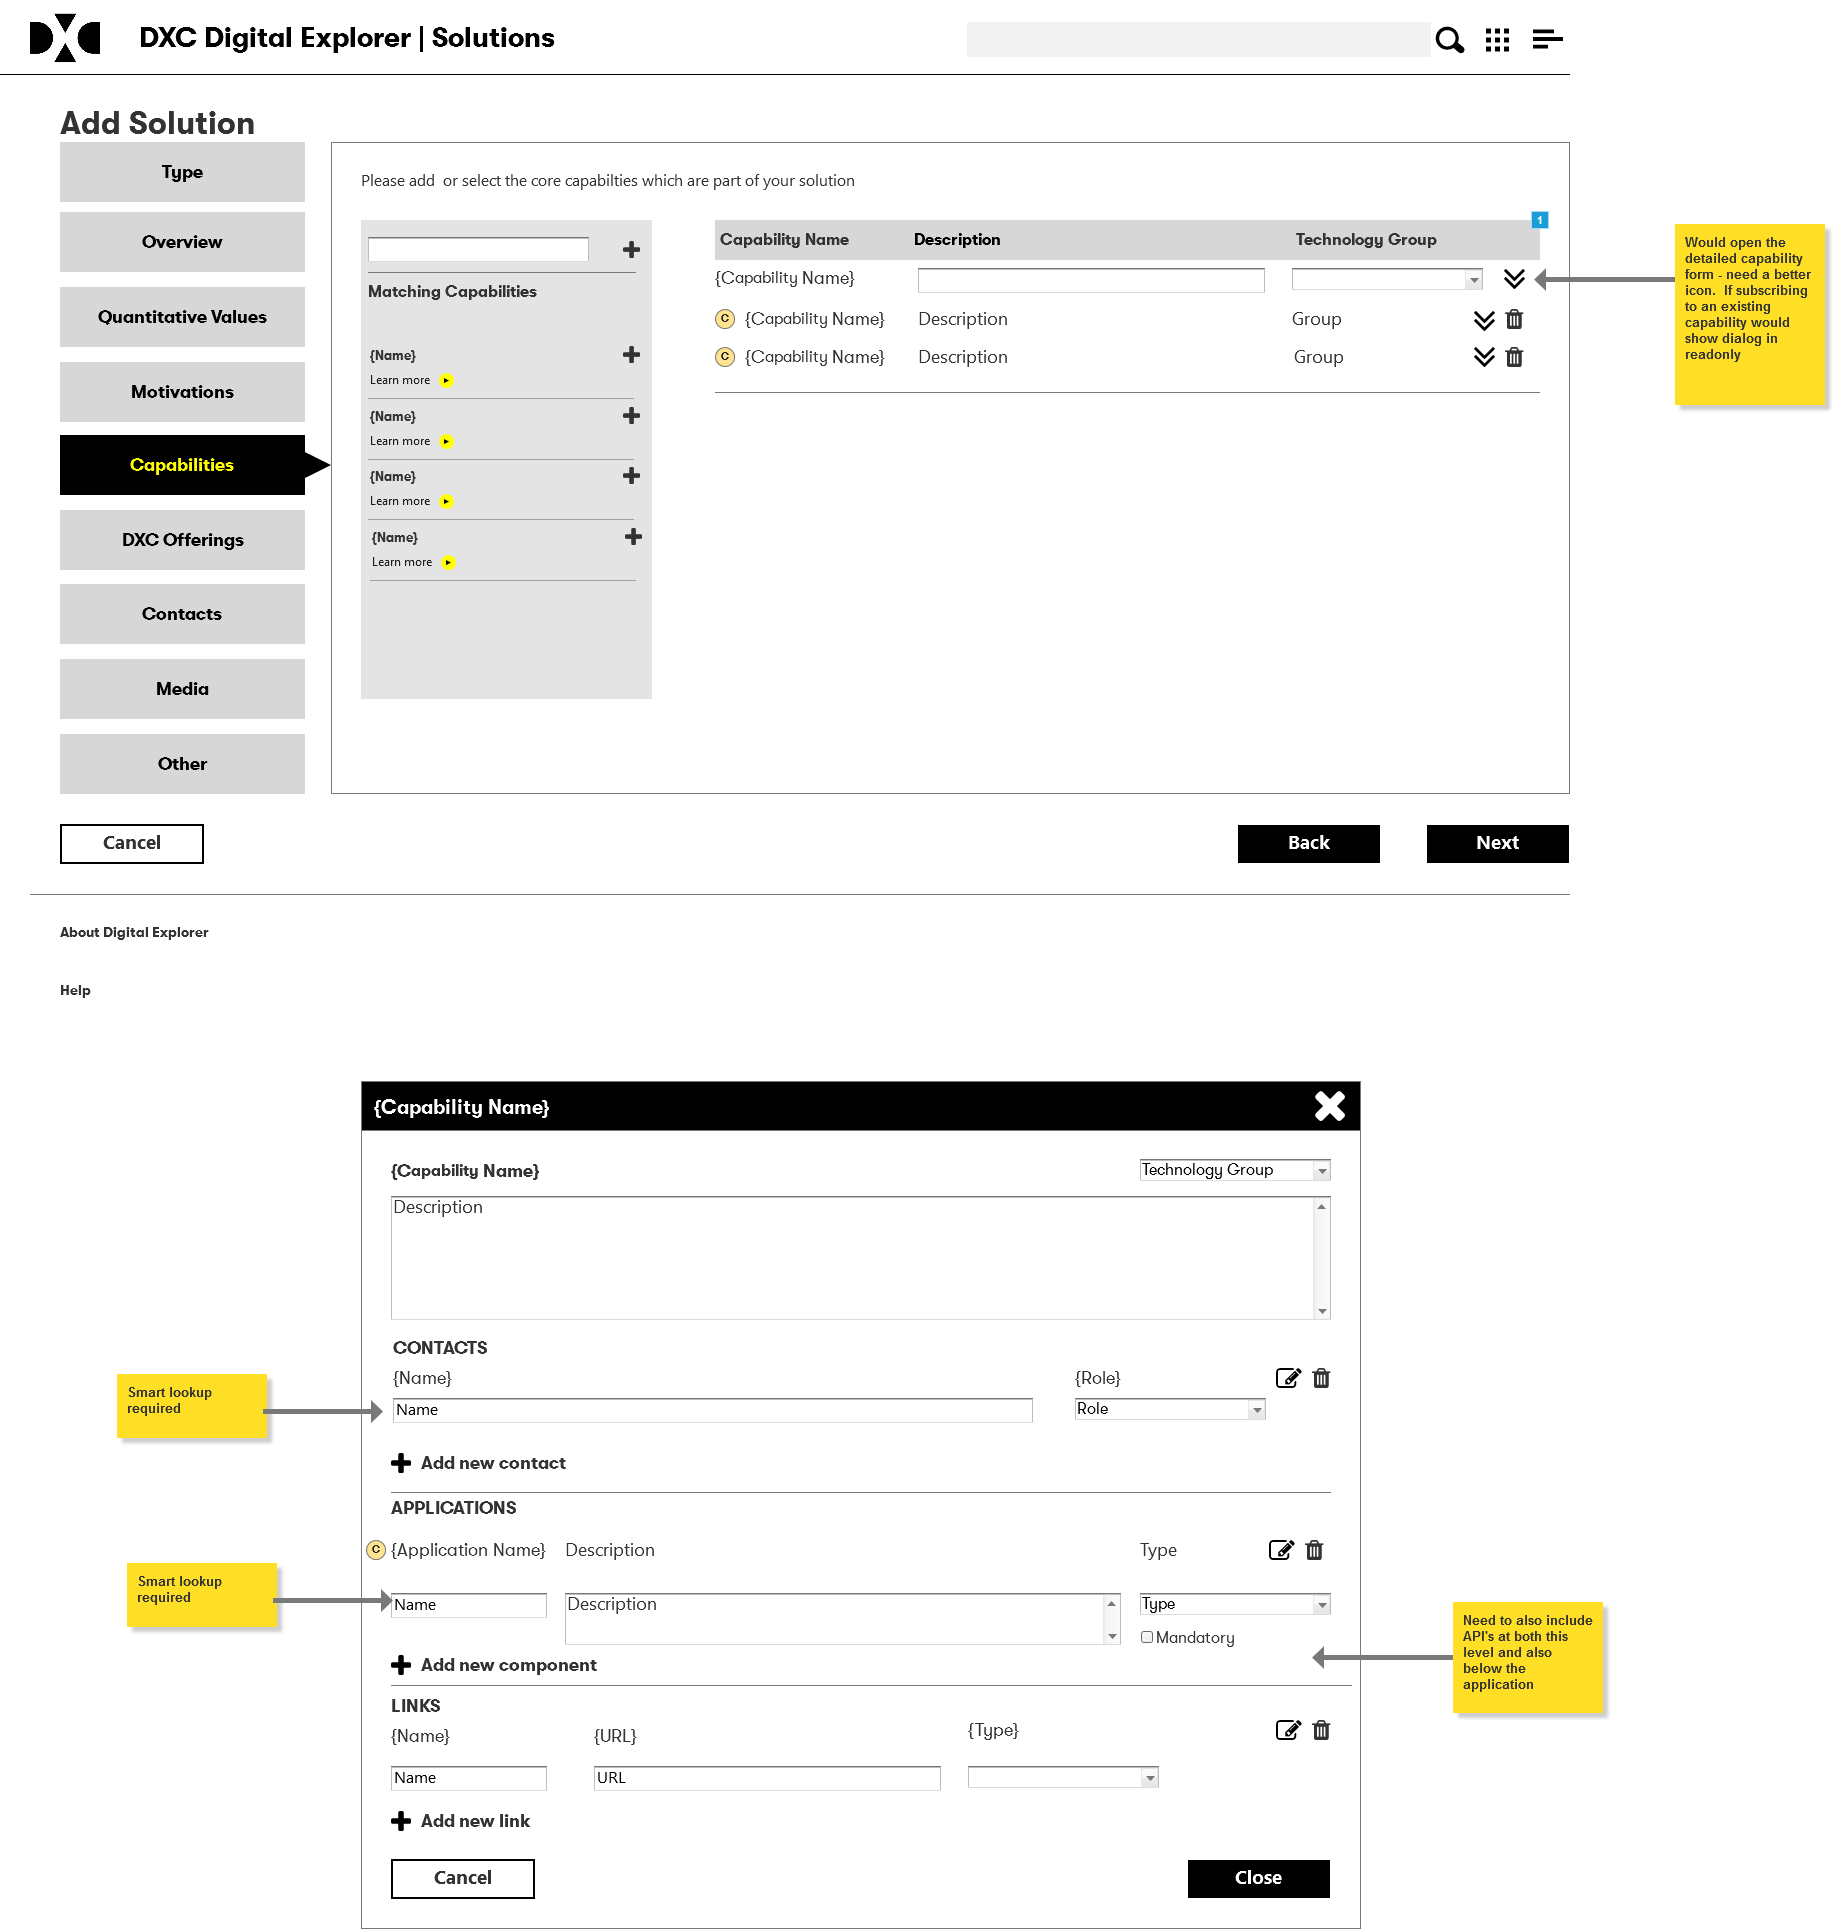 DXC Digital Explorer | Solutions
Add Solution
Type
Overview
Quantitative Values
Motivations
Capabilities
DXC Offerings
Contacts
Media
Other
Please add  or select the core capabilties which are part of your solution
Matching Capabilities
{Name}
Learn more
{Name}
Learn more
{Name}
Learn more
{Name}
Learn more
1
Capability Name Description Technology Group
{Capability Name}
C {Capability Name} Description Group
C {Capability Name} Description Group
Would open the
detailed capability
form - need a better
icon.  If subscribing
to an existing
capability would
show dialog in
readonly
Cancel Back Next
About Digital Explorer
Help
{Capability Name}
{Capability Name} Technology Group
Description
CONTACTS
{Name} {Role}
Smart lookup
required
Name Role
Add new contact
APPLICATIONS
C {Application Name} Description Type
Smart lookup
required
Name Description Type
Mandatory
Need to also include
API's at both this
level and also
below the
application
Add new component
LINKS
{Name} {URL} {Type}
Name URL
Add new link
Cancel Close